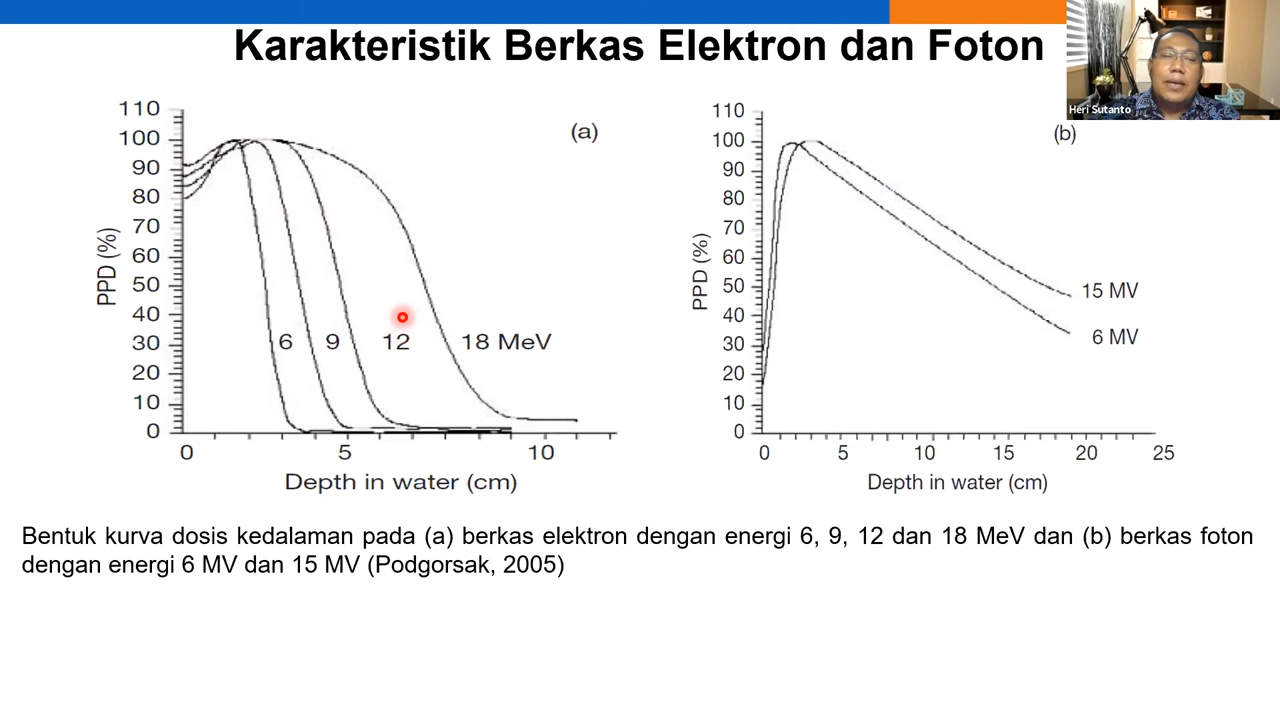 Karakteristik Berkas Elektron dan Foton
Heri Sutanto
110
100
90
80
70
60
50
40
30
20
10
0
PPD (%)
(a)
6
9
12
18 MeV
0
5
10
Depth in water (cm)
110
100
90
80
70
60
50
40
30
20
10
0
PPD (%)
(b)
15 MV
6 MV
0
5
10
15
20
25
Depth in water (cm)
Bentuk kurva dosis kedalaman pada (a) berkas elektron dengan energi 6, 9, 12 dan 18 MeV dan (b) berkas foton
dengan energi 6 MV dan 15 MV (Podgorsak, 2005)